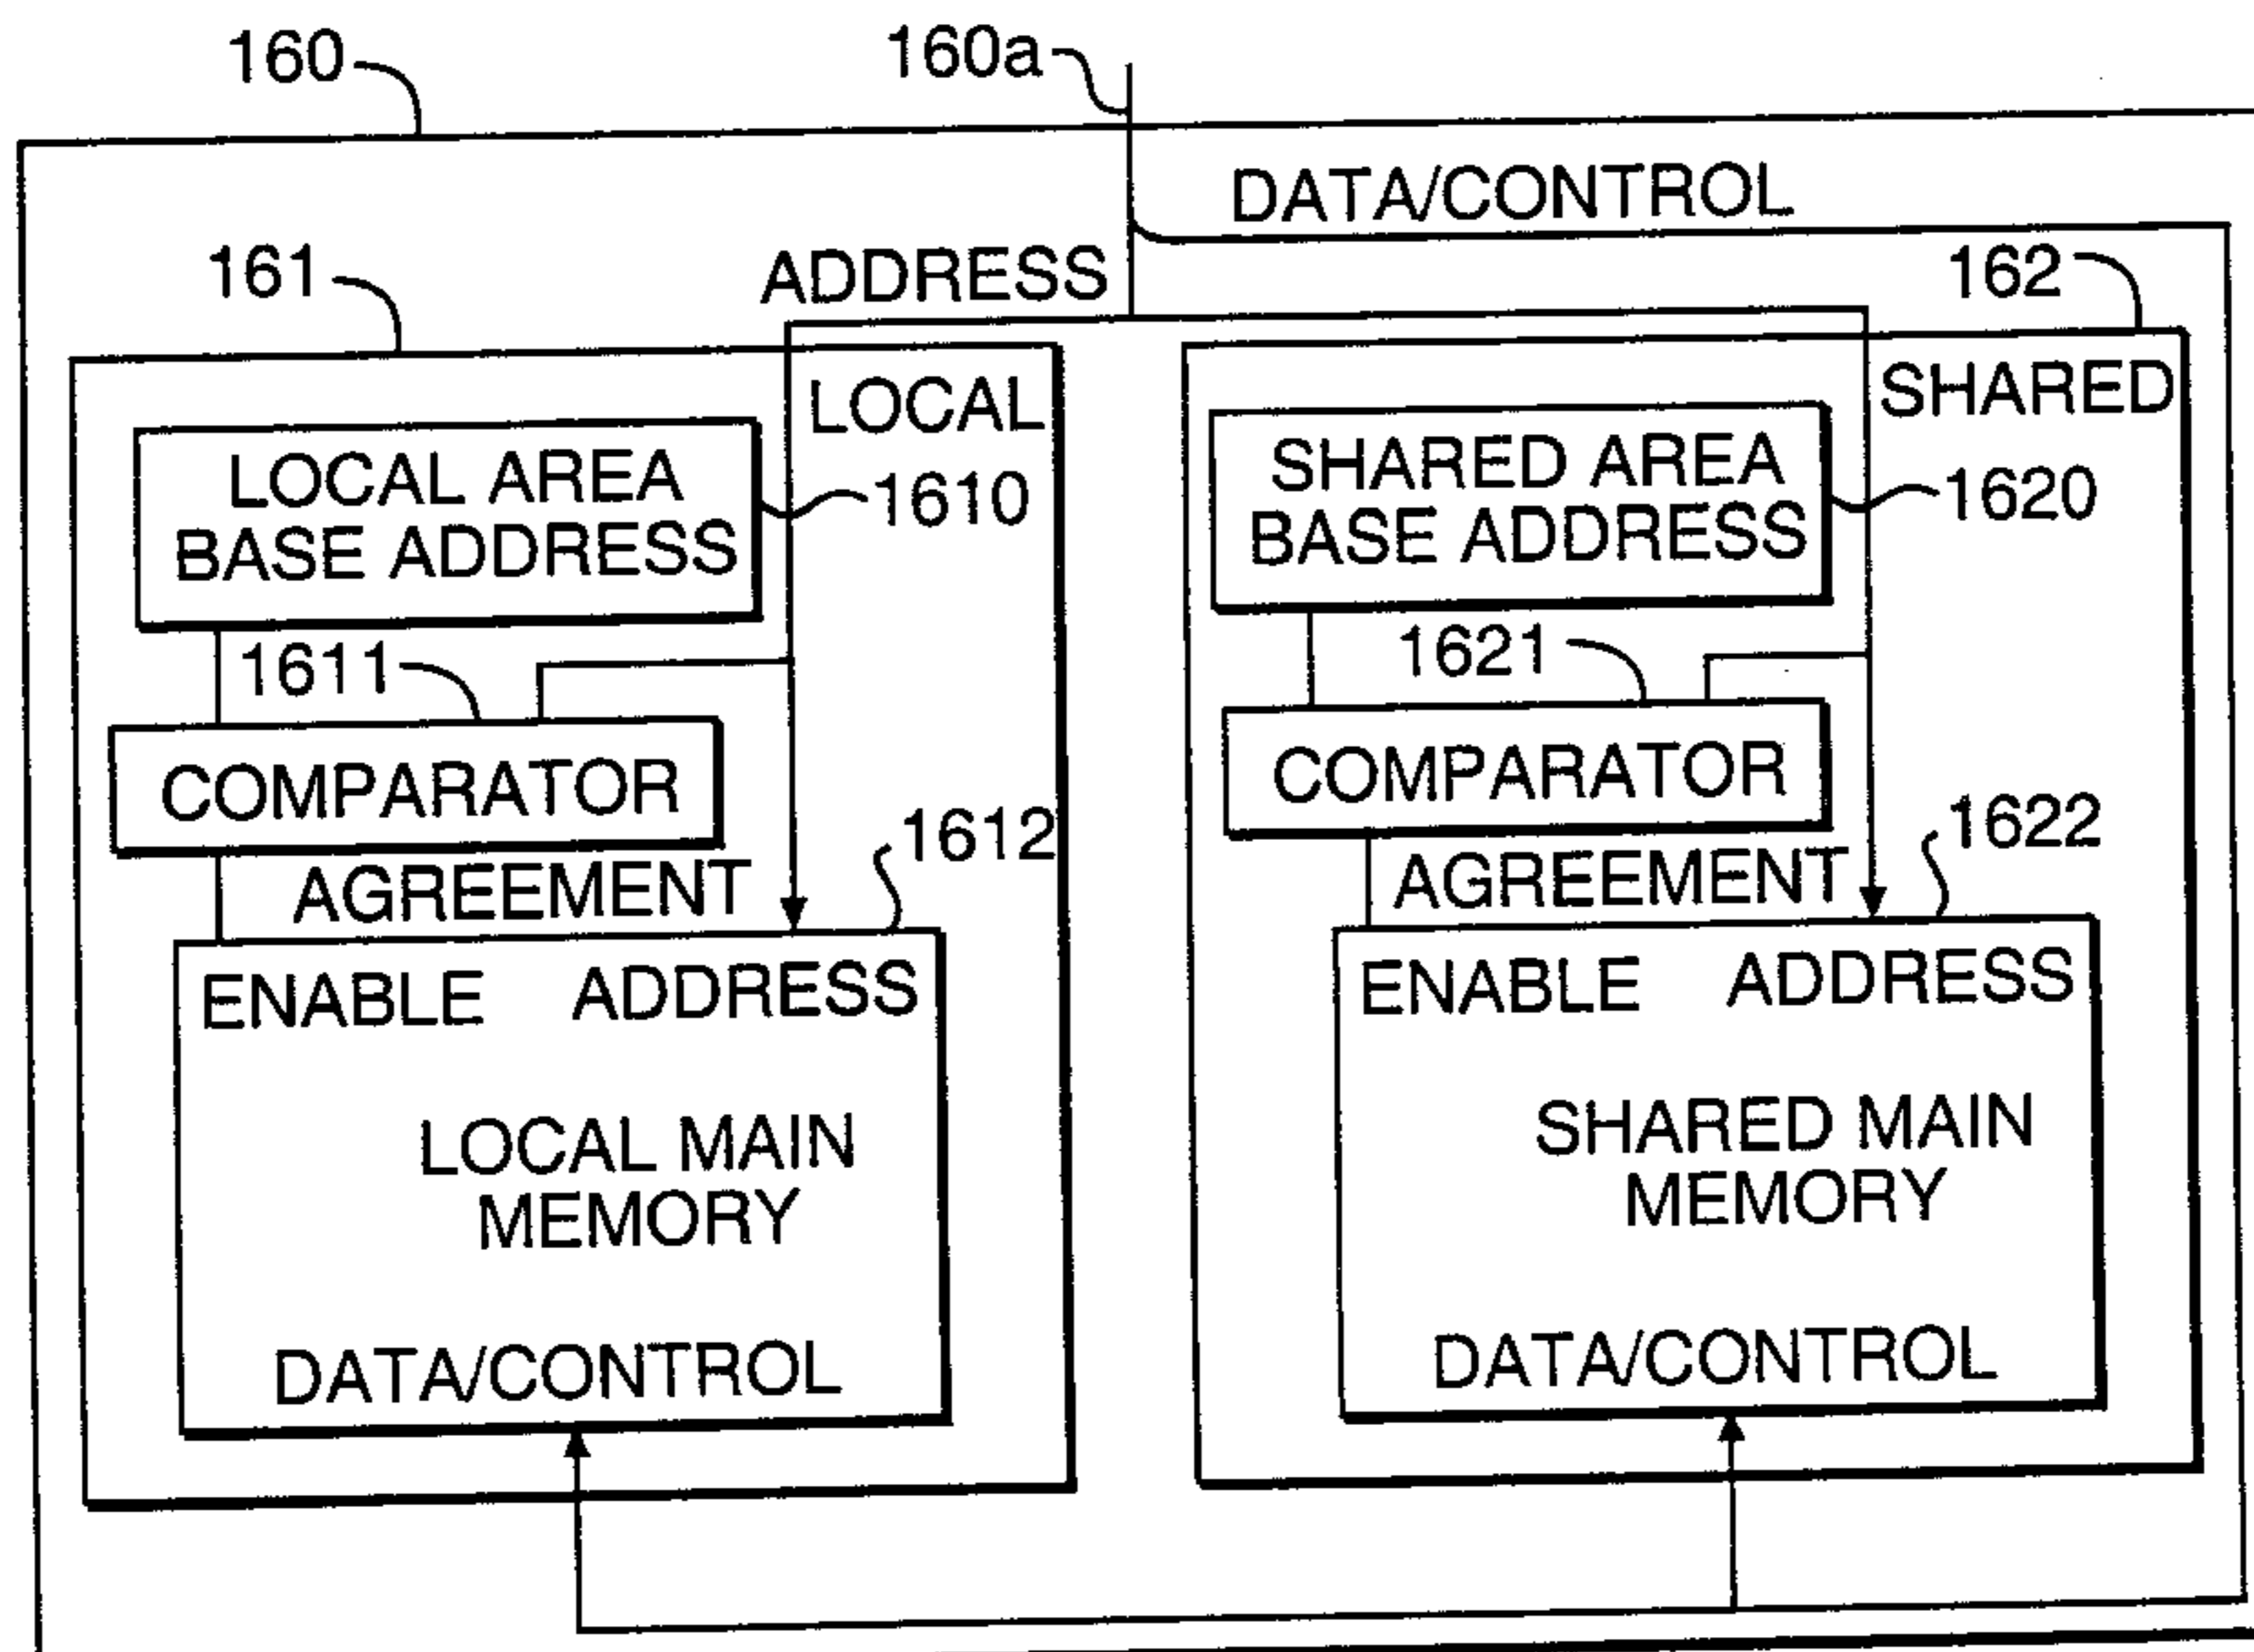 160
160a
DATA/CONTROL
161
ADDRESS
162
LOCAL
SHARED
LOCAL AREA
BASE ADDRESS
1610
SHARED AREA
BASE ADDRESS
1620
1611
1621
COMPARATOR
COMPARATOR
1612
1622
AGREEMENT
AGREEMENT
ENABLE ADDRESS
ENABLE ADDRESS
LOCAL MAIN
MEMORY
SHARED MAIN
MEMORY
DATA/CONTROL
DATA/CONTROL